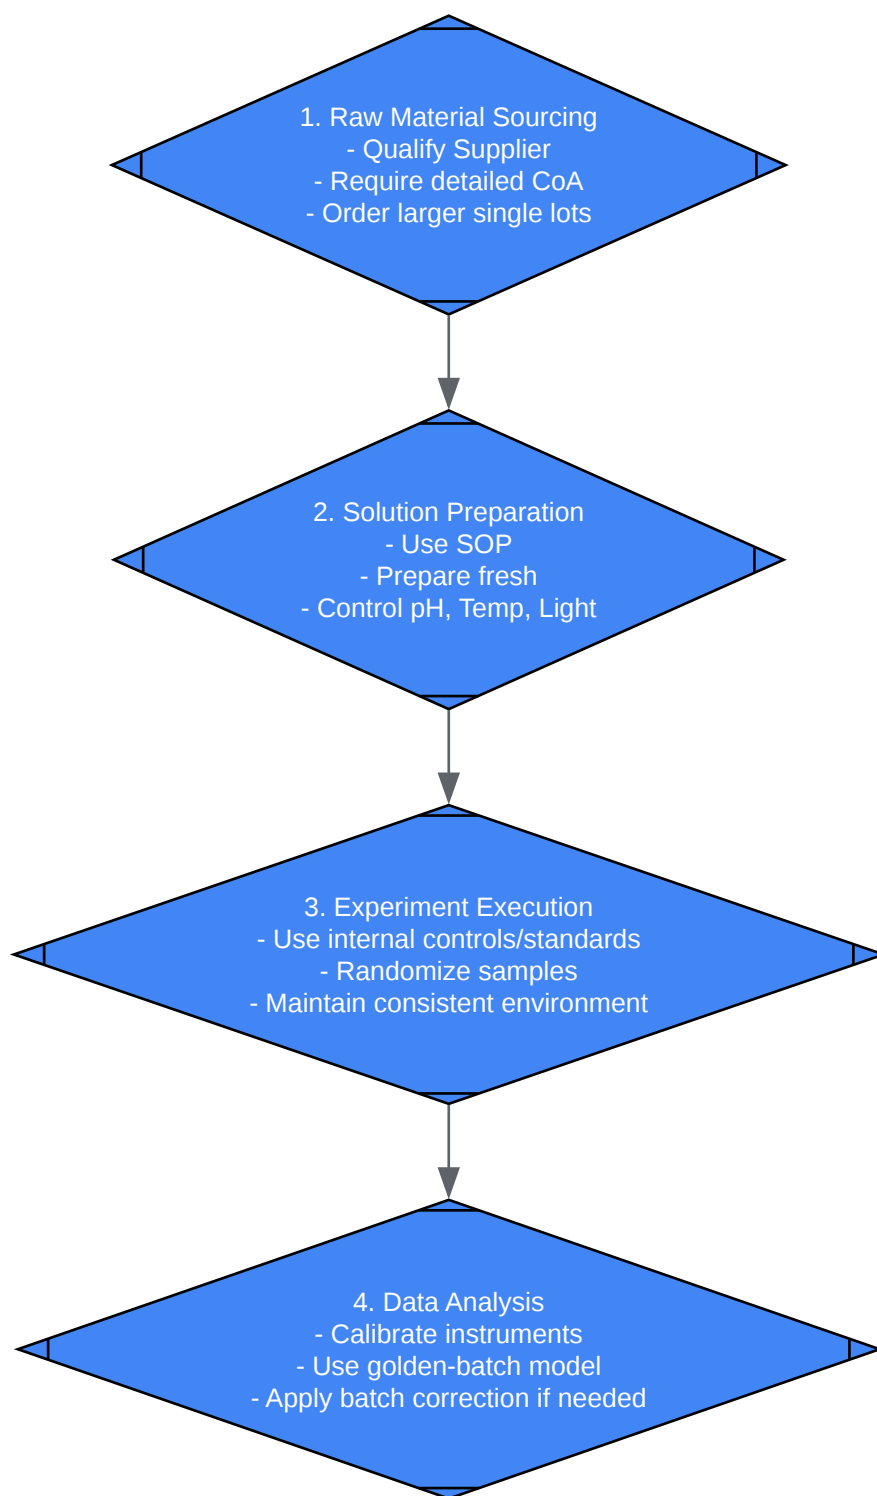 1. Raw Material Sourcing
- Qualify Supplier
- Require detailed CoA
- Order larger single lots
2. Solution Preparation
- Use SOP
- Prepare fresh
- Control pH, Temp, Light
3. Experiment Execution
- Use internal controls/standards
- Randomize samples
- Maintain consistent environment
4. Data Analysis
- Calibrate instruments
- Use golden-batch model
- Apply batch correction if needed